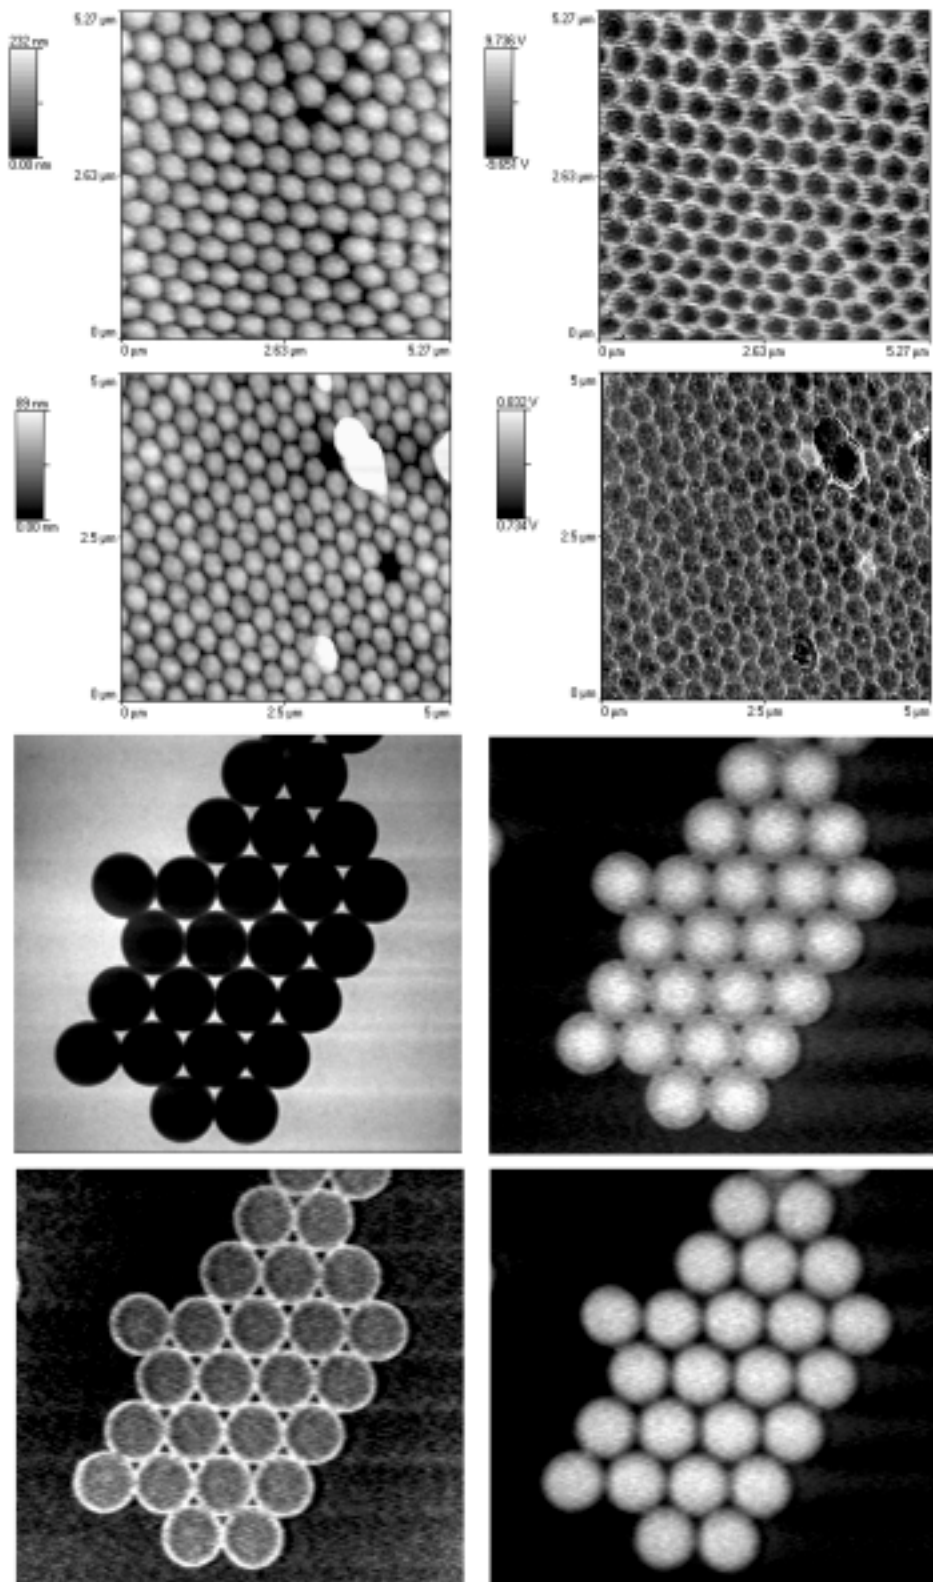 232 nm
0.00 nm
5.27 µm
2.63 µm
0 µm
0 µm 2.63 µm 5.27 µm
9.736 V
5.27 µm
2.63 µm
0 µm
0 µm 2.63 µm 5.27 µm
89 nm
0.00 nm
5 µm
2.5 µm
0 µm
0 µm 2.5 µm 5 µm
0.832 V
0.734 V
5 µm
2.5 µm
0 µm
0 µm 2.5 µm 5 µm